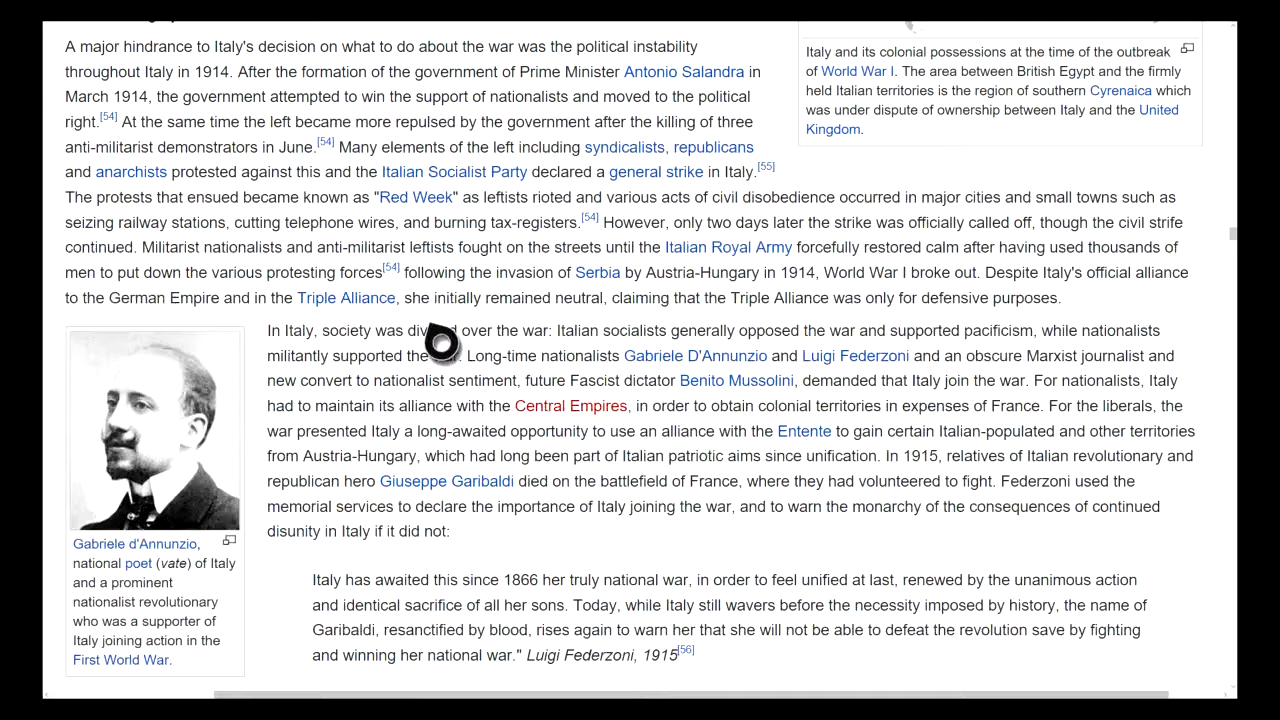 A major hindrance to Italy's decision on what to do about the war was the political instability
throughout Italy in 1914. After the formation of the government of Prime Minister Antonio Salandra in
March 1914, the government attempted to win the support of nationalists and moved to the political
right.[54] At the same time the left became more repulsed by the government after the killing of three
anti-militarist demonstrators in June.[54] Many elements of the left including syndicalists, republicans
and anarchists protested against this and the Italian Socialist Party declared a general strike in Italy.[55]
The protests that ensued became known as "Red Week" as leftists rioted and various acts of civil disobedience occurred in major cities and small towns such as
seizing railway stations, cutting telephone wires, and burning tax-registers.[54] However, only two days later the strike was officially called off, though the civil strife
continued. Militarist nationalists and anti-militarist leftists fought on the streets until the Italian Royal Army forcefully restored calm after having used thousands of
men to put down the various protesting forces[54] following the invasion of Serbia by Austria-Hungary in 1914, World War I broke out. Despite Italy's official alliance
to the German Empire and in the Triple Alliance, she initially remained neutral, claiming that the Triple Alliance was only for defensive purposes.
Italy and its colonial possessions at the time of the outbreak
of World War I. The area between British Egypt and the firmly
held Italian territories is the region of southern Cyrenaica which
was under dispute of ownership between Italy and the United
Kingdom.
In Italy, society was over the war: Italian socialists generally opposed the war and supported pacificism, while nationalists
militantly supported the Long-time nationalists Gabriele D'Annunzio and Luigi Federzoni and an obscure Marxist journalist and
new convert to nationalist sentiment, future Fascist dictator Benito Mussolini, demanded that Italy join the war. For nationalists, Italy
had to maintain its alliance with the Central Empires, in order to obtain colonial territories in expenses of France. For the liberals, the
war presented Italy a long-awaited opportunity to use an alliance with the Entente to gain certain Italian-populated and other territories
from Austria-Hungary, which had long been part of Italian patriotic aims since unification. In 1915, relatives of Italian revolutionary and
republican hero Giuseppe Garibaldi died on the battlefield of France, where they had volunteered to fight. Federzoni used the
memorial services to declare the importance of Italy joining the war, and to warn the monarchy of the consequences of continued
disunity in Italy if it did not:
Gabriele d'Annunzio,
national poet (vate) of Italy
and a prominent
nationalist revolutionary
who was a supporter of
Italy joining action in the
First World War.
Italy has awaited this since 1866 her truly national war, in order to feel unified at last, renewed by the unanimous action
and identical sacrifice of all her sons. Today, while Italy still wavers before the necessity imposed by history, the name of
Garibaldi, resanctified by blood, rises again to warn her that she will not be able to defeat the revolution save by fighting
and winning her national war." Luigi Federzoni, 1915[56]